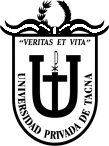 "VERITAS ET VITA"
UNIVERSIDAD PRIVADA DE TACNA